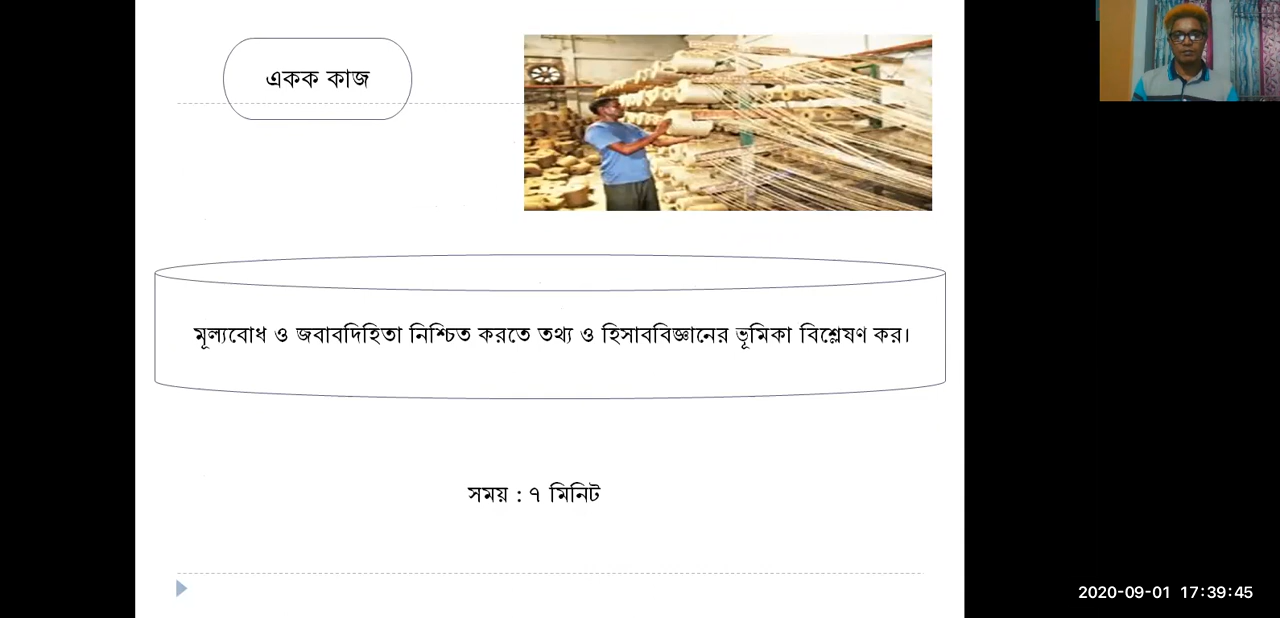 একক কাজ
মূল্যবোধ ও জবাবদিহিতা নিশ্চিত করতে তথ্য ও হিসাববিজ্ঞানের ভূমিকা বিশ্লেষণ কর।
সময় : ৭ মিনিট
2020-09-01 17:39:45